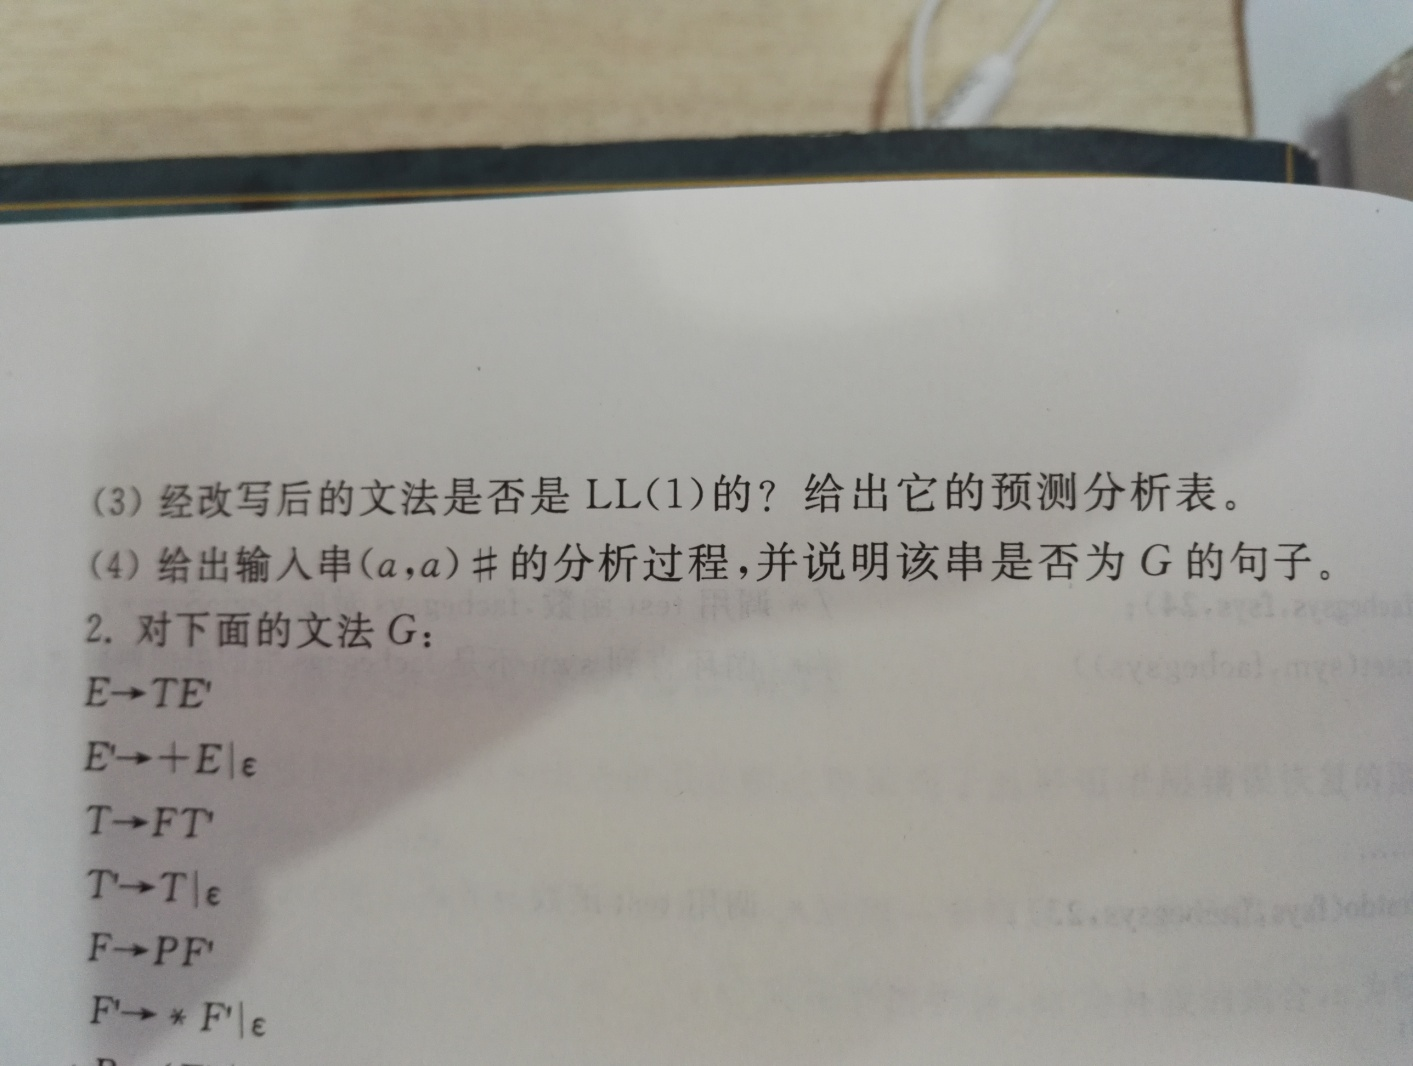 (3) 经改写后的文法是否是 LL(1)的? 给出它的预测分析表。
(4) 给出输入串(a,a)#的分析过程,并说明该串是否为 G 的句子。
2. 对下面的文法 G:
E→TE'
E'→+E|ε
T→FT'
T'→T|ε
F→PF'
F'→*F'|ε